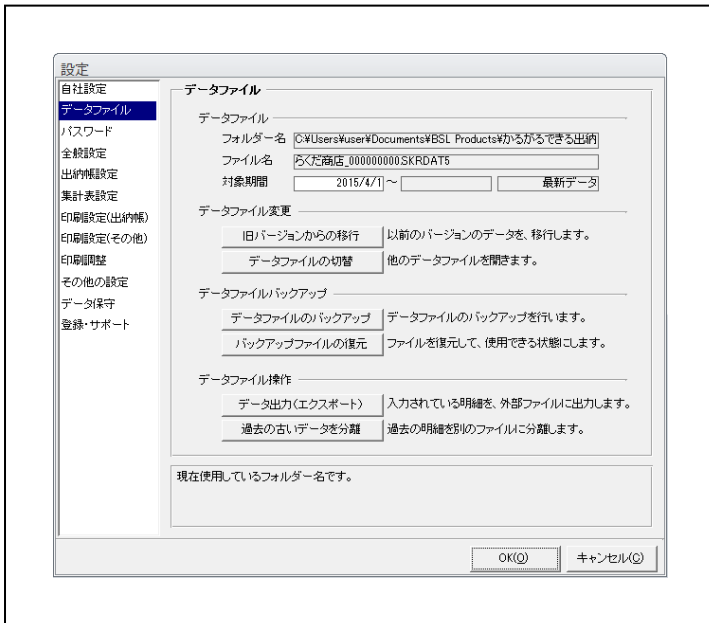 設定
自社設定
データファイル
パスワード
全般設定
出納帳設定
集計表設定
印刷設定(出納帳)
印刷設定(その他)
印刷調整
その他の設定
データ保守
登録・サポート
データファイル
データファイル
フォルダー名 C:¥Users¥user¥Documents¥BSL Products¥かるがるできる出納
ファイル名 らくだ商店_000000000.SKRDAT5
対象期間 2015/4/1 ～ 最新データ
データファイル変更
旧バージョンからの移行 以前のバージョンのデータを、移行します。
データファイルの切替 他のデータファイルを開きます。
データファイルバックアップ
データファイルのバックアップ データファイルのバックアップを行います。
バックアップファイルの復元 ファイルを復元して、使用できる状態にします。
データファイル操作
データ出力(エクスポート) 入力されている明細を、外部ファイルに出力します。
過去の古いデータを分離 過去の明細を別のファイルに分離します。
現在使用しているフォルダー名です。
OK(O) キャンセル(C)